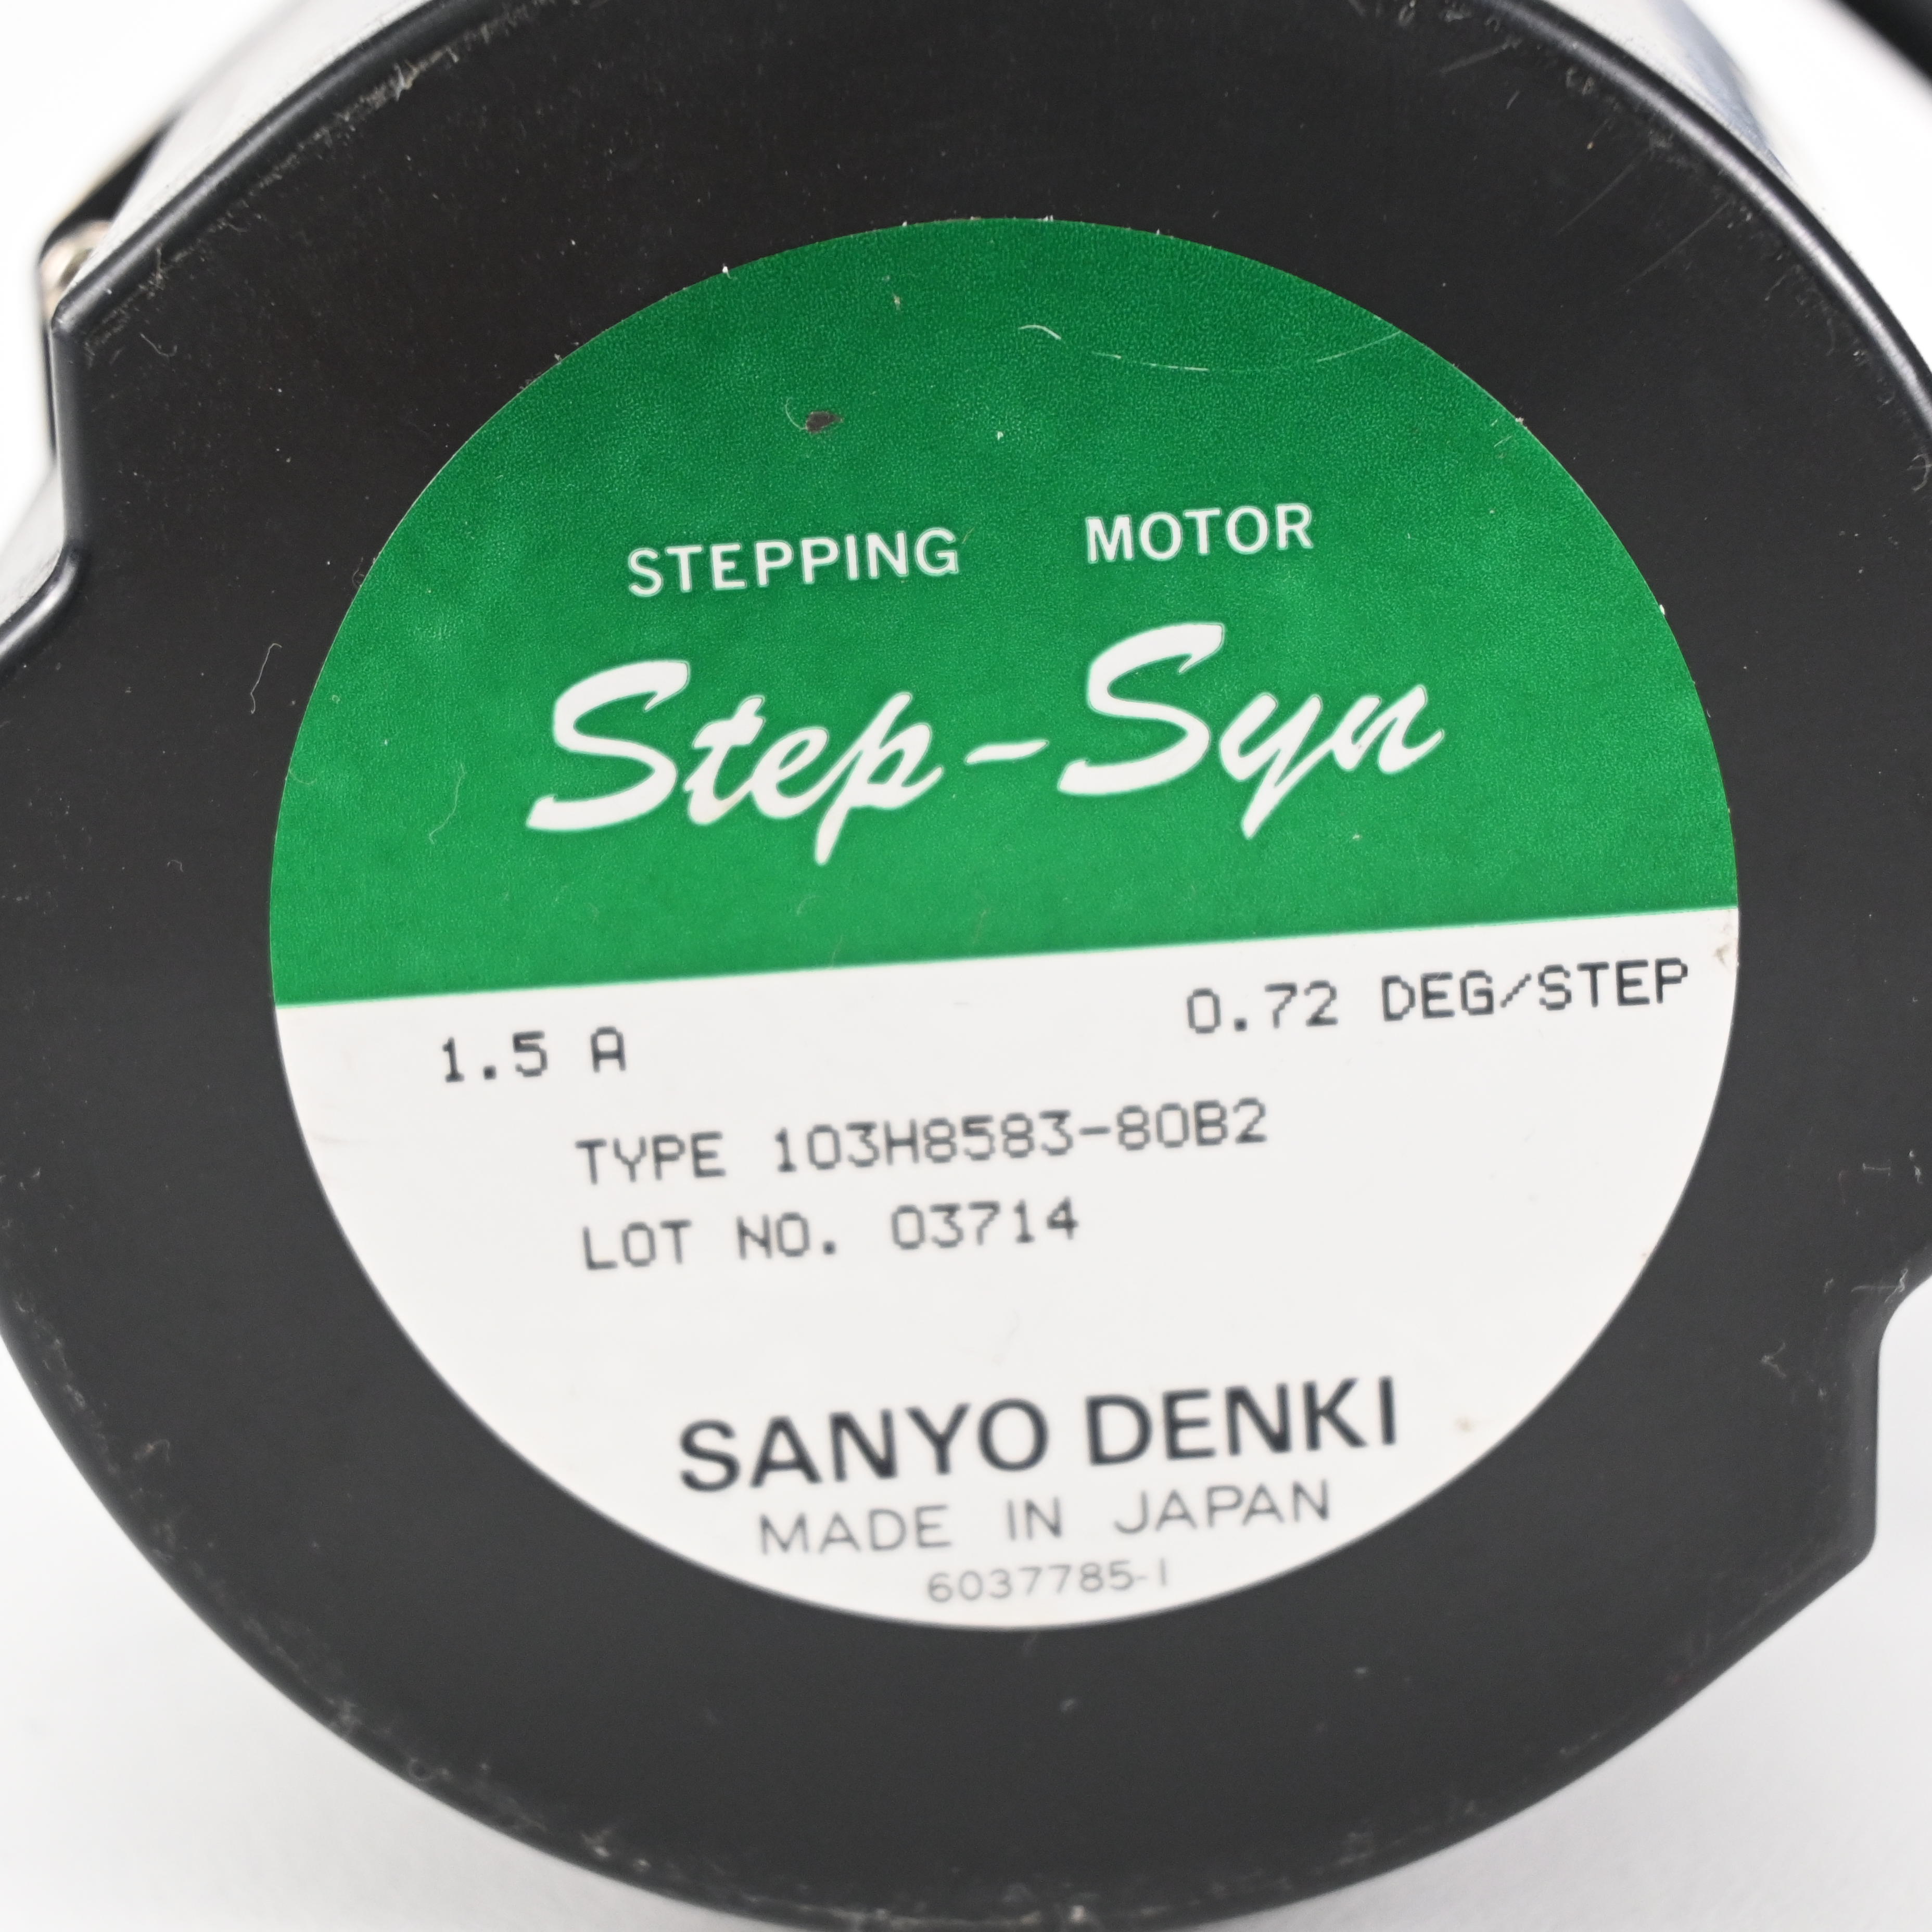 STEPPING MOTOR
Step-Syn
1.5 A 0.72 DEG/STEP
TYPE 103H8583-80B2
LOT NO. 03714
SANYO DENKI
MADE IN JAPAN
6037785-1